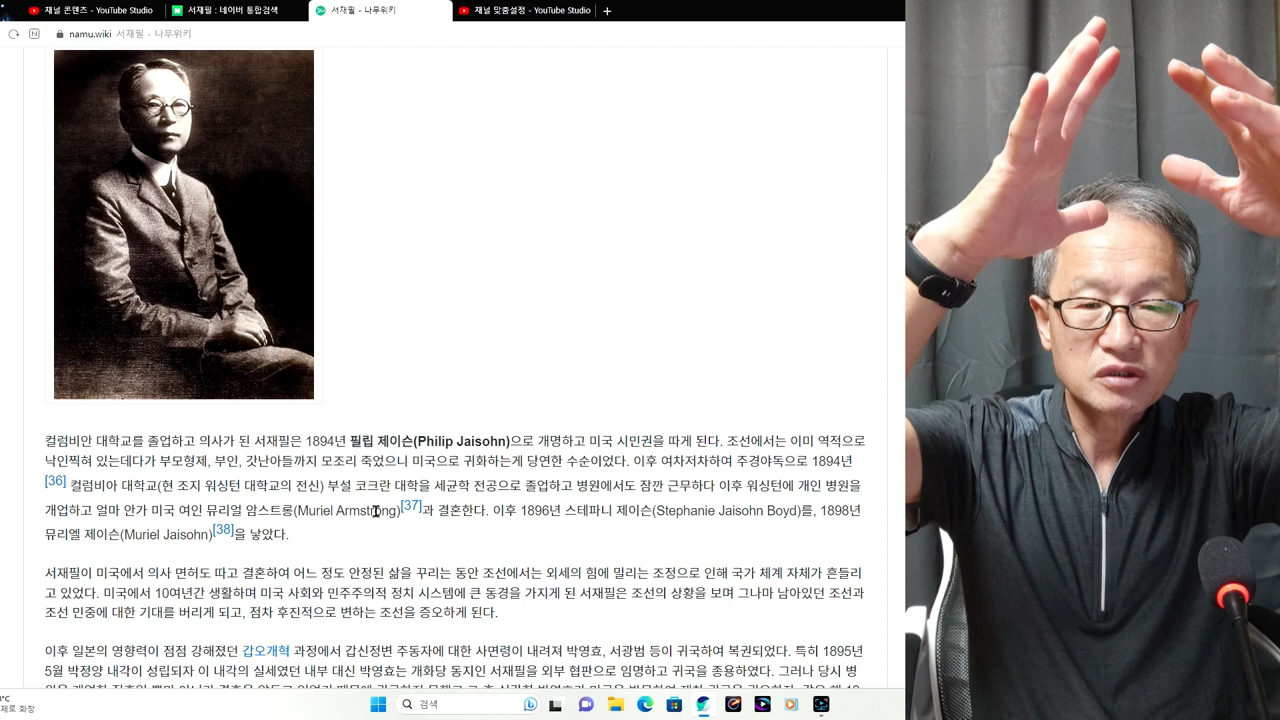 재널 콘텐츠 - YouTube Studio
서재필 : 네이버 통합검색
서재필 - 나무위키
재널 맞춤설정 - YouTube Studio
namu.wiki 서재필 - 나무위키
컬럼비안 대학교를 졸업하고 의사가 된 서재필은 1894년 필립 제이슨(Philip Jaisohn)으로 개명하고 미국 시민권을 따게 된다. 조선에서는 이미 역적으로
낙인찍혀 있는데다가 부모형제, 부인, 갓난아들까지 모조리 죽었으니 미국으로 귀화하는게 당연한 수순이었다. 이후 여차저차하여 주경야독으로 1894년
[36] 컬럼비아 대학교(현 조지 워싱턴 대학교의 전신) 부설 코크란 대학을 세균학 전공으로 졸업하고 병원에서도 잠깐 근무하다 이후 워싱턴에 개인 병원을
개업하고 얼마 안가 미국 여인 뮤리얼 암스트롱(Muriel Armstrong)[37]과 결혼한다. 이후 1896년 스테파니 제이슨(Stephanie Jaisohn Boyd)를, 1898년
뮤리엘 제이슨(Muriel Jaisohn)[38]을 낳았다.
서재필이 미국에서 의사 면허도 따고 결혼하여 어느 정도 안정된 삶을 꾸리는 동안 조선에서는 외세의 힘에 밀리는 조정으로 인해 국가 체계 자체가 흔들리
고 있었다. 미국에서 10여년간 생활하며 미국 사회와 민주주의적 정치 시스템에 큰 동경을 가지게 된 서재필은 조선의 상황을 보며 그나마 남아있던 조선과
조선 민중에 대한 기대를 버리게 되고, 점차 후진적으로 변하는 조선을 증오하게 된다.
이후 일본의 영향력이 점점 강해졌던 갑오개혁 과정에서 갑신정변 주동자에 대한 사면령이 내려져 박영효, 서광범 등이 귀국하여 복권되었다. 특히 1895년
5월 박정양 내각이 성립되자 이 내각의 실세였던 내부 대신 박영효는 개화당 동지인 서재필을 외부 협판으로 임명하고 귀국을 종용하였다. 그러나 당시 병
검색